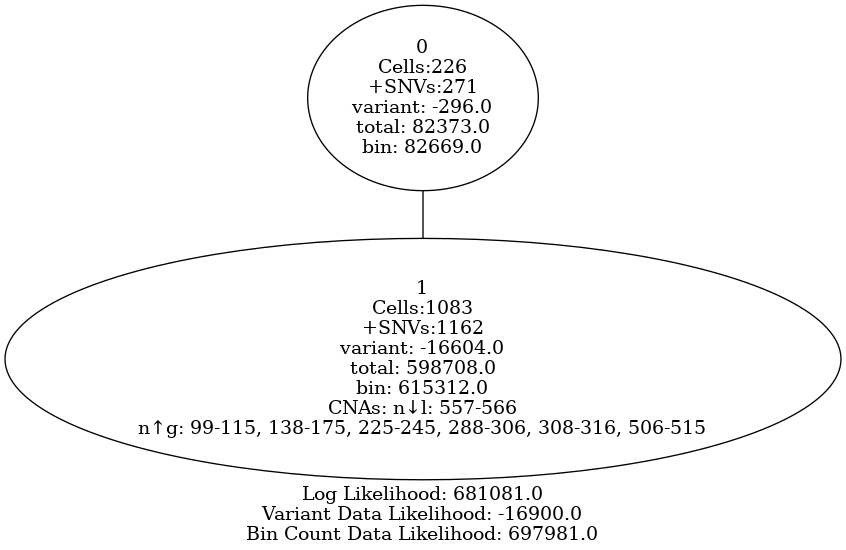 0
Cells:226
+SNVs:271
variant: -296.0
total: 82373.0
bin: 82669.0
1
Cells:1083
+SNVs:1162
variant: -16604.0
total: 598708.0
bin: 615312.0
CNAs: n↓l: 557-566
n↑g: 99-115, 138-175, 225-245, 288-306, 308-316, 506-515
Log Likelihood: 681081.0
Variant Data Likelihood: -16900.0
Bin Count Data Likelihood: 697981.0